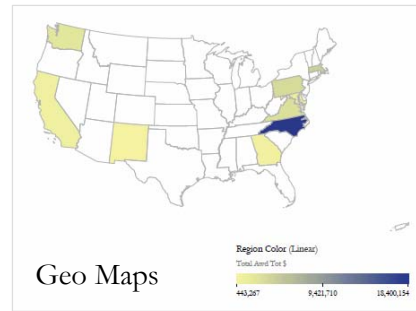 Region Color (Linear)
Total Awd Tot $
443,267 9,421,710 18,400,154
Geo Maps